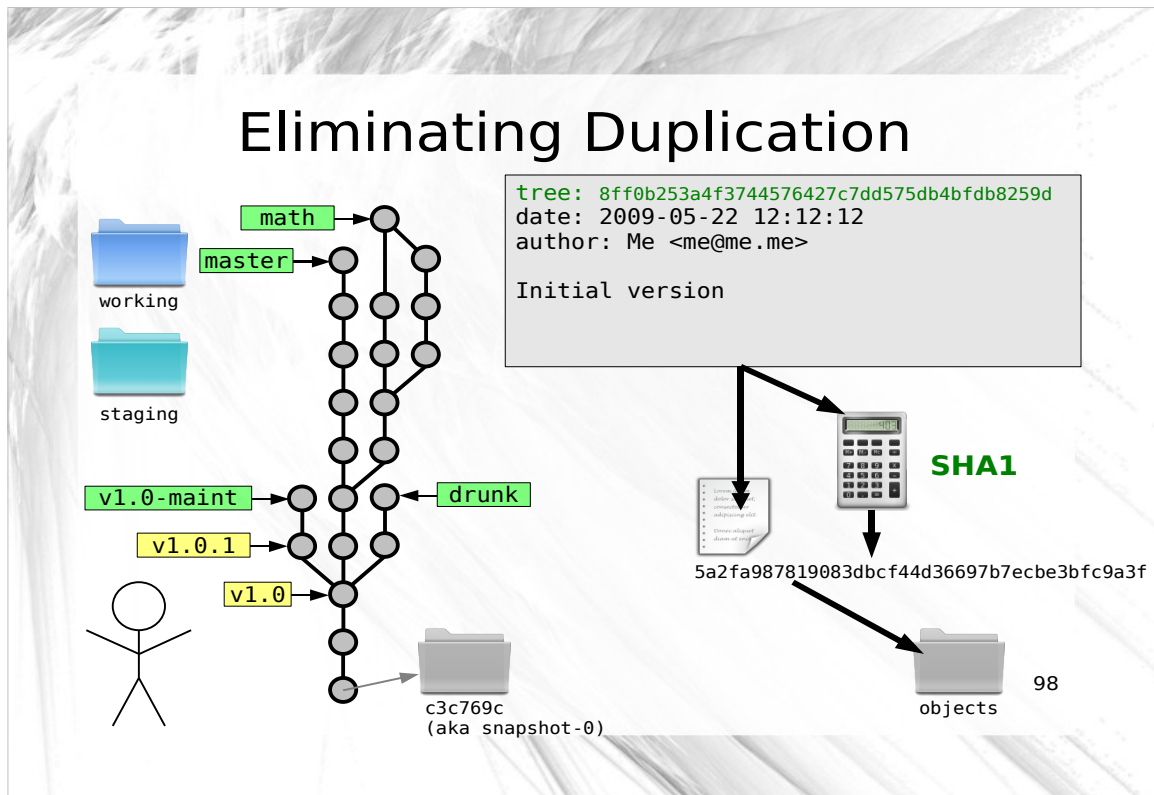 Eliminating Duplication
tree: 8ff0b253a4f3744576427c7dd575db4bfdb8259d
date: 2009-05-22 12:12:12
author: Me <me@me.me>
Initial version
math
master
working
staging
v1.0-maint
drunk
v1.0.1
v1.0
SHA1
5a2fa987819083dbcf44d36697b7ecbe3bfc9a3f
c3c769c
(aka snapshot-0)
objects
98